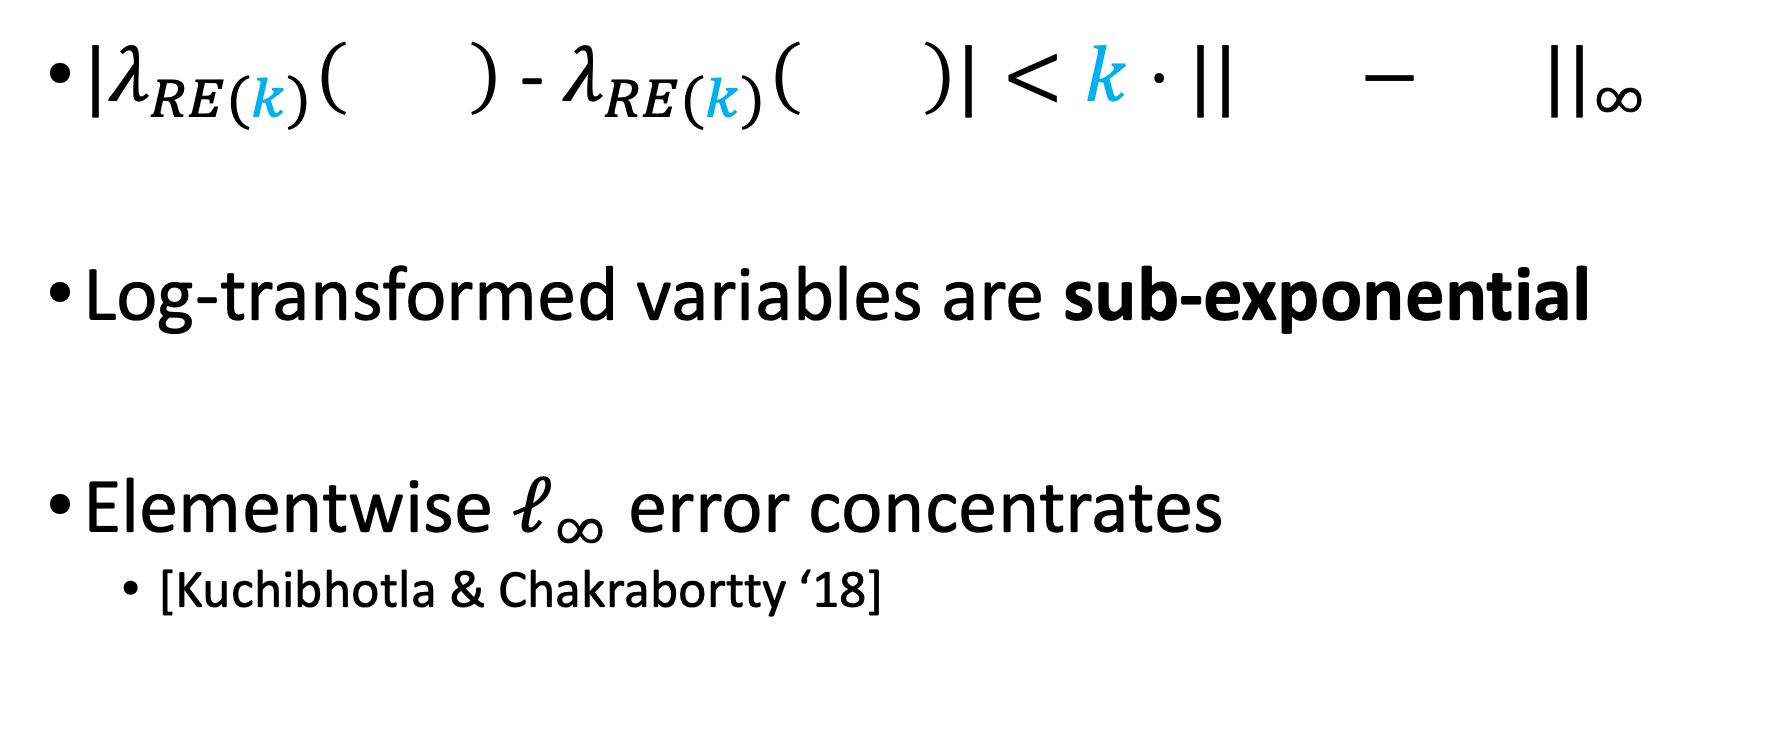 • |λ_{RE(k)}(   ) - λ_{RE(k)}(   )| < k · ||   −   ||_∞
• Log-transformed variables are sub-exponential
• Elementwise ℓ_∞ error concentrates
• [Kuchibhotla & Chakrabortty ‘18]